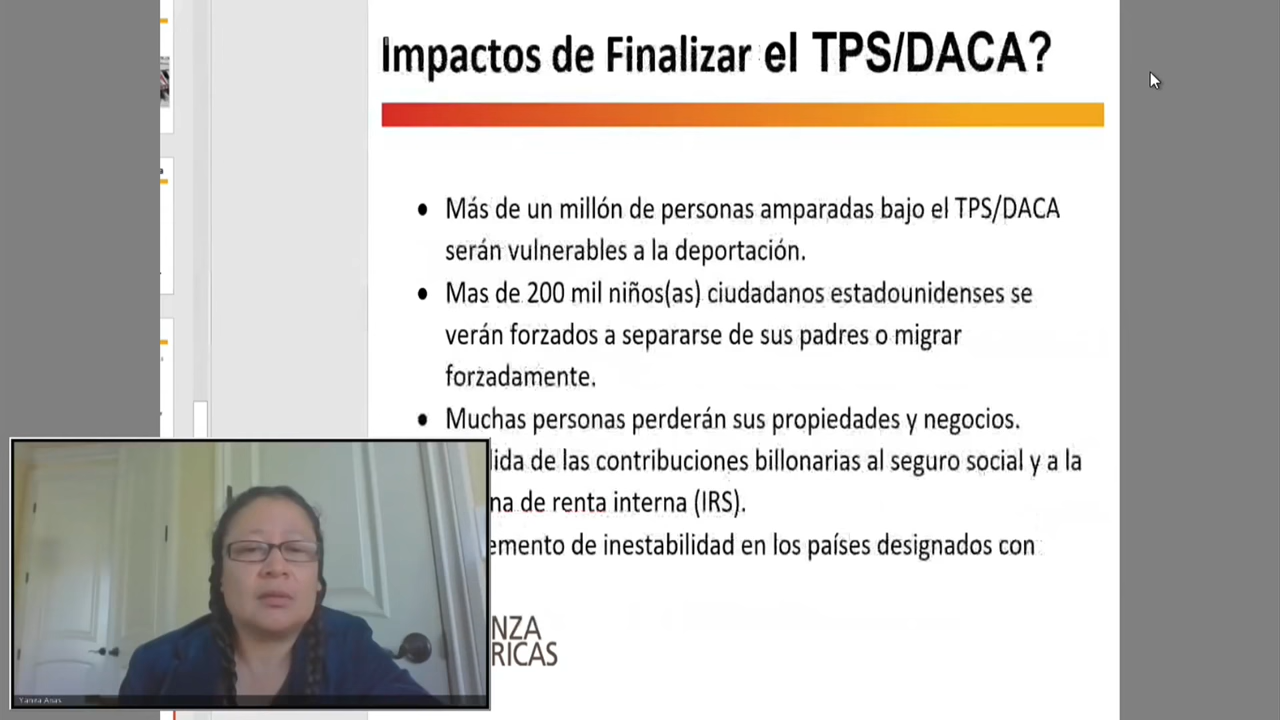 Impactos de Finalizar el TPS/DACA?
• Más de un millón de personas amparadas bajo el TPS/DACA
serán vulnerables a la deportación.
• Mas de 200 mil niños(as) ciudadanos estadounidenses se
verán forzados a separarse de sus padres o migrar
forzadamente.
• Muchas personas perderán sus propiedades y negocios.
lida de las contribuciones billonarias al seguro social y a la
na de renta interna (IRS).
emento de inestabilidad en los países designados con
NZA
RICAS